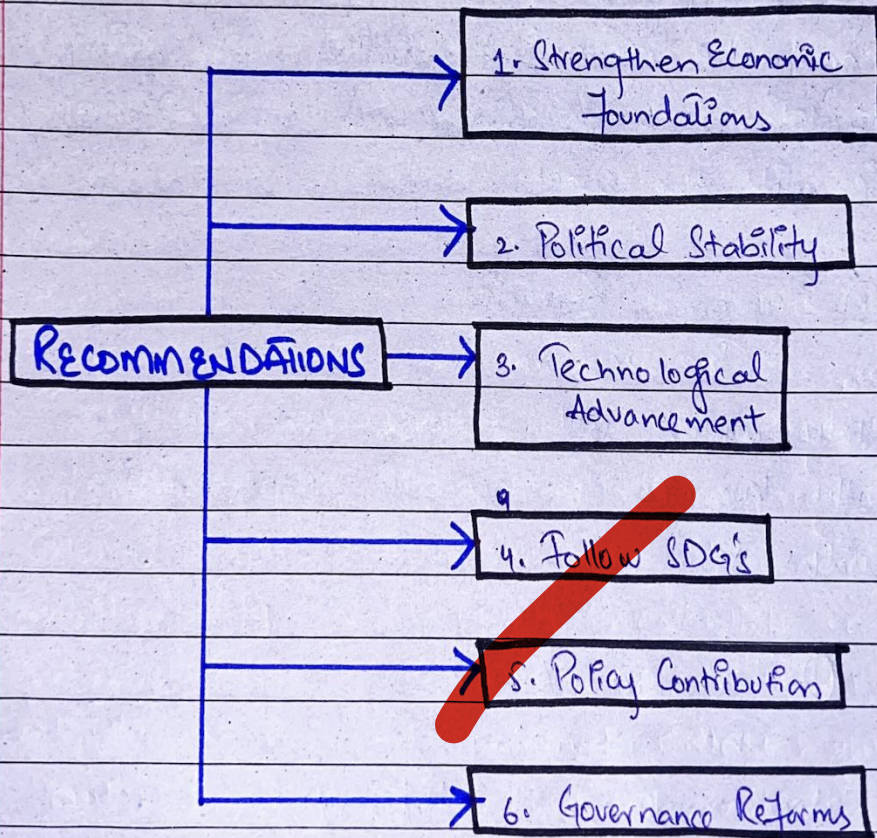 1. Strengthen Economic
Foundations
2. Political Stability
RECOMMENDATIONS
3. Technological
Advancement
4. Follow SDG's
5. Policy Contribution
6. Governance Reforms